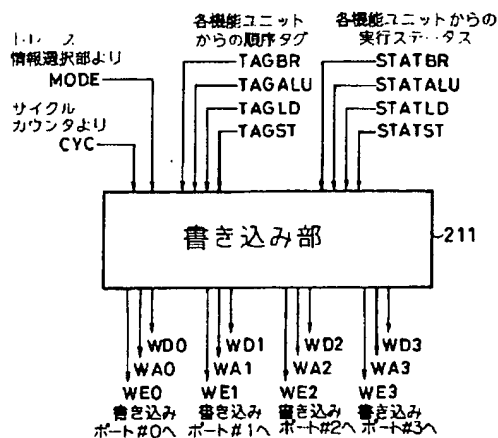 トレース
情報選択部より
MODE
サイクル
カウンタより
CYC
各機能ユニット
からの順序タグ
TAGBR
TAGALU
TAGLD
TAGST
各機能ユニットからの
実行ステータス
STATBR
STATALU
STATLD
STATST
書き込み部
211
WD0
WA0
WE0
書き込み
ポート#0へ
WD1
WA1
WE1
書き込み
ポート#1へ
WD2
WA2
WE2
書き込み
ポート#2へ
WD3
WA3
WE3
書き込み
ポート#3へ